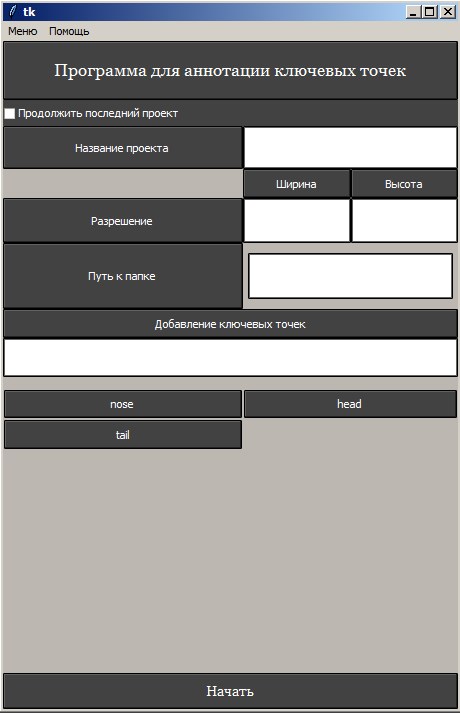 tk
Меню Помощь
Программа для аннотации ключевых точек
Продолжить последний проект
Название проекта
Ширина Высота
Разрешение
Путь к папке
Добавление ключевых точек
nose head
tail
Начать